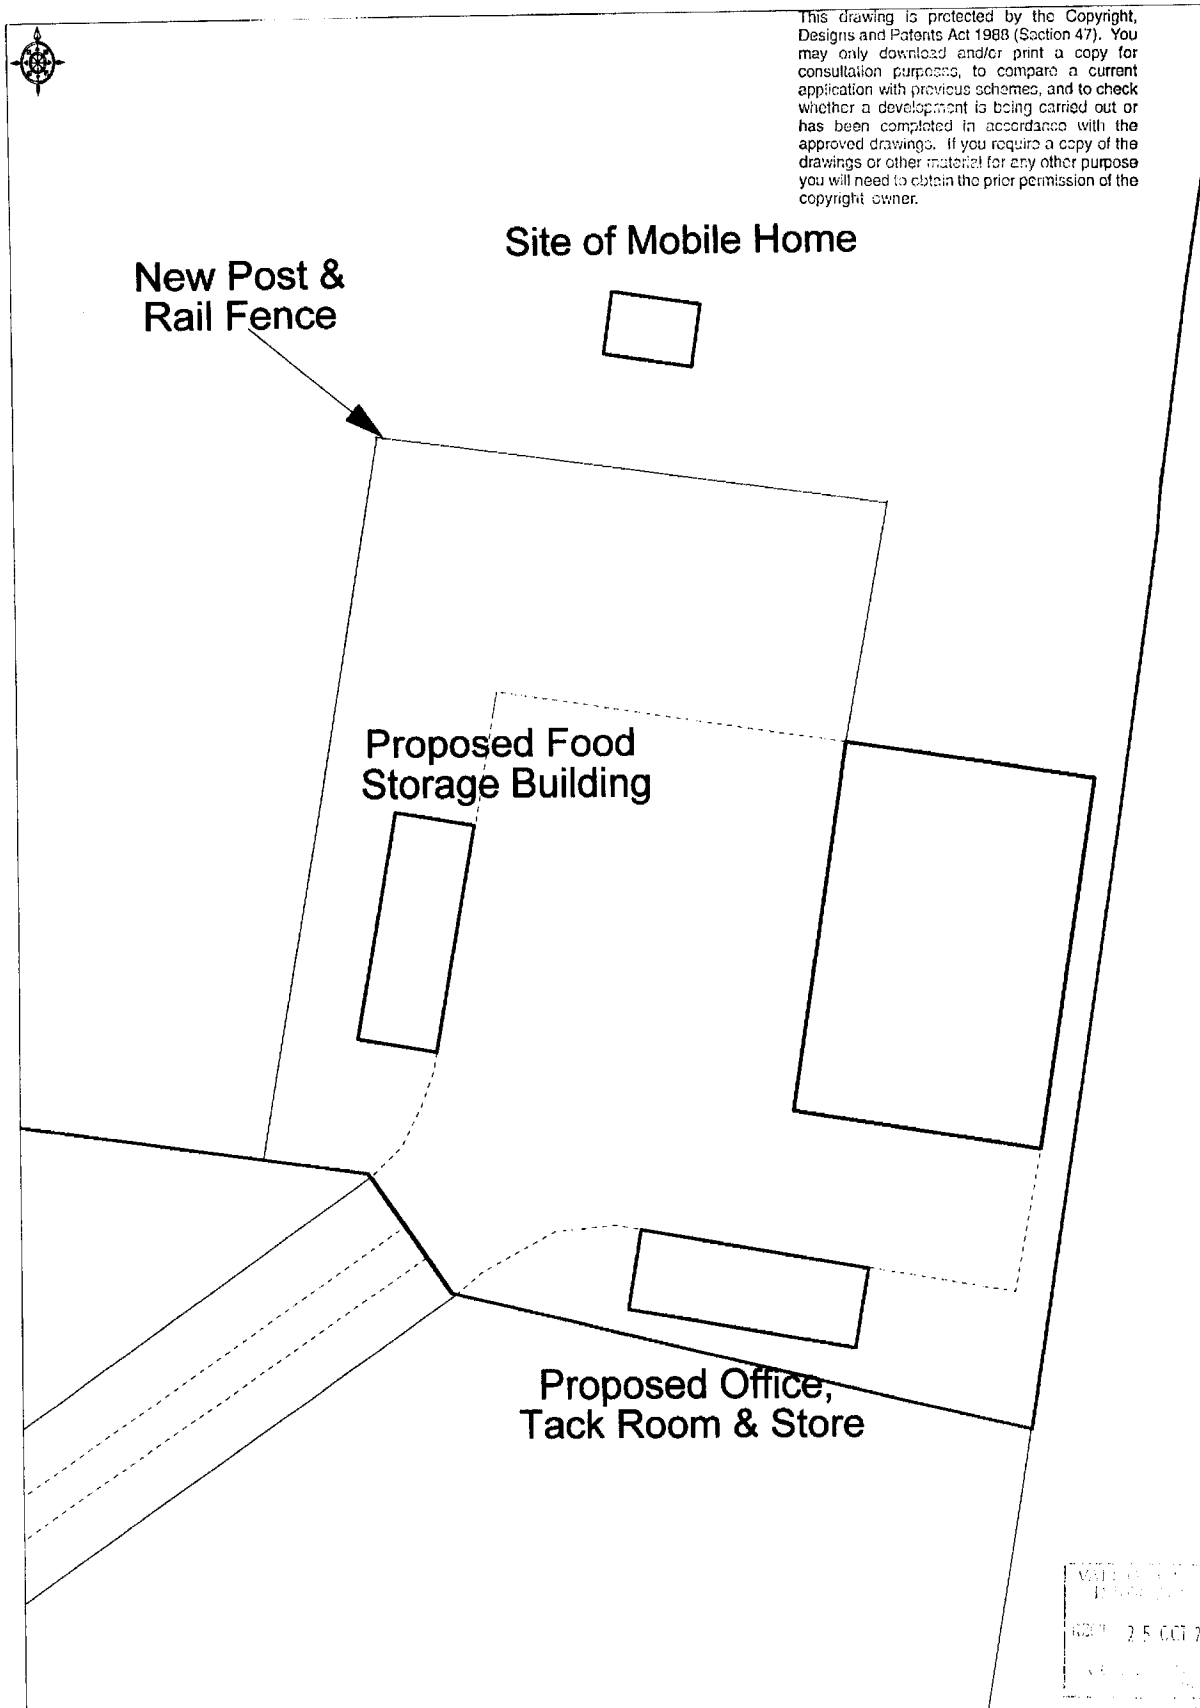 This drawing is protected by the Copyright,
Designs and Patents Act 1988 (Section 47). You
may only download and/or print a copy for
consultation purposes, to compare a current
application with previous schemes, and to check
whether a development is being carried out or
has been completed in accordance with the
approved drawings. If you require a copy of the
drawings or other material for any other purpose
you will need to obtain the prior permission of the
copyright owner.
Site of Mobile Home
New Post &
Rail Fence
Proposed Food
Storage Building
Proposed Office,
Tack Room & Store
25 OCT 2